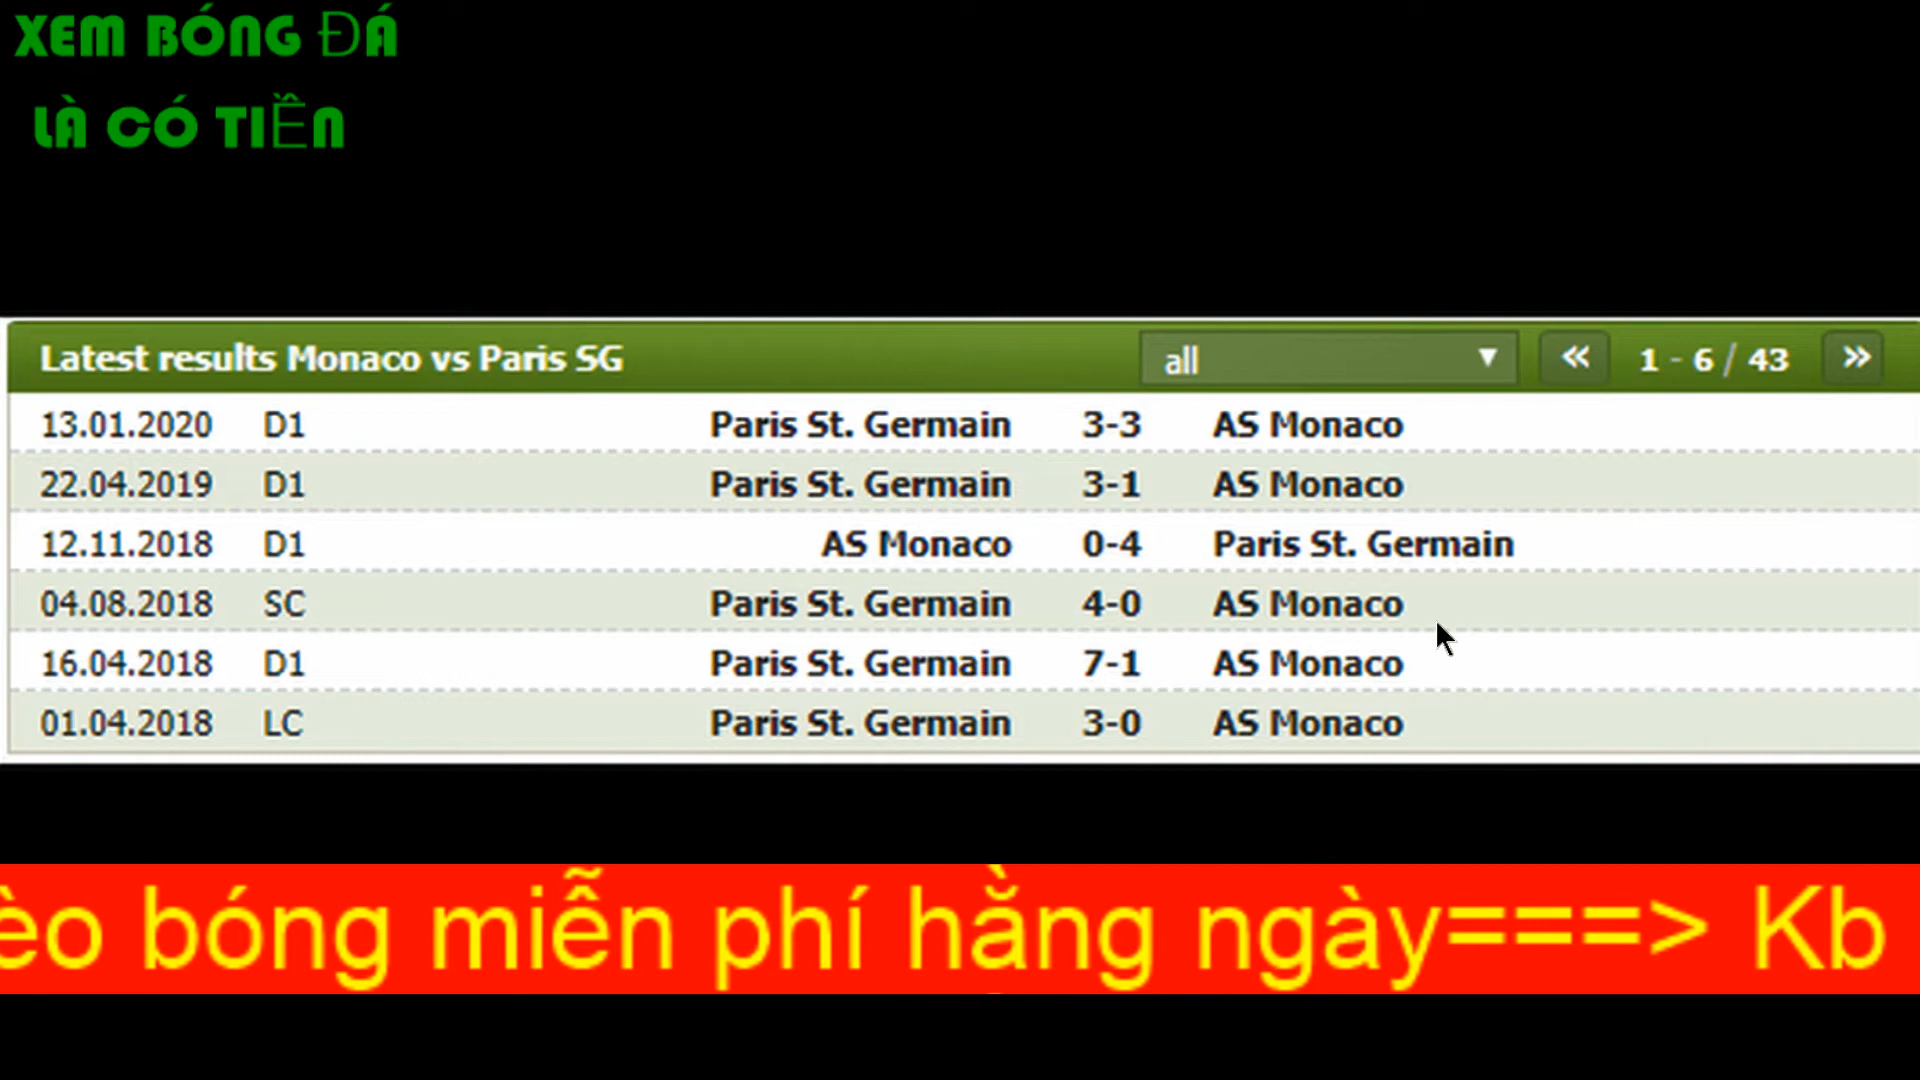 XEM BÓNG ĐÁ
LÀ CÓ TIỀN
Latest results Monaco vs Paris SG all ▼ « 1 - 6 / 43 »
13.01.2020 D1 Paris St. Germain 3-3 AS Monaco
22.04.2019 D1 Paris St. Germain 3-1 AS Monaco
12.11.2018 D1 AS Monaco 0-4 Paris St. Germain
04.08.2018 SC Paris St. Germain 4-0 AS Monaco
16.04.2018 D1 Paris St. Germain 7-1 AS Monaco
01.04.2018 LC Paris St. Germain 3-0 AS Monaco
èo bóng miễn phí hằng ngày===> Kb